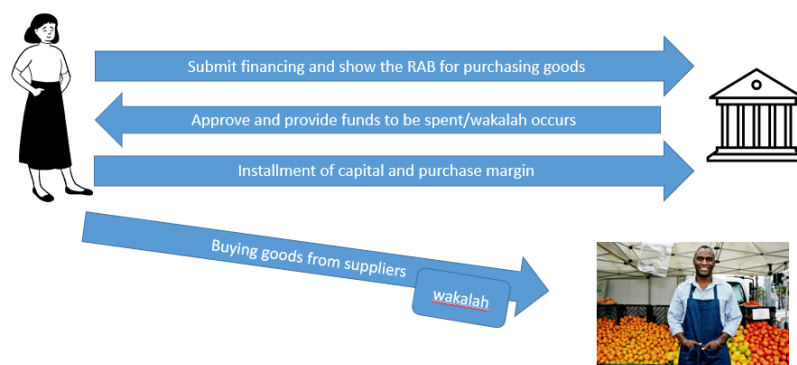 Submit financing and show the RAB for purchasing goods
Approve and provide funds to be spent/wakalah occurs
Installment of capital and purchase margin
Buying goods from suppliers
wakalah